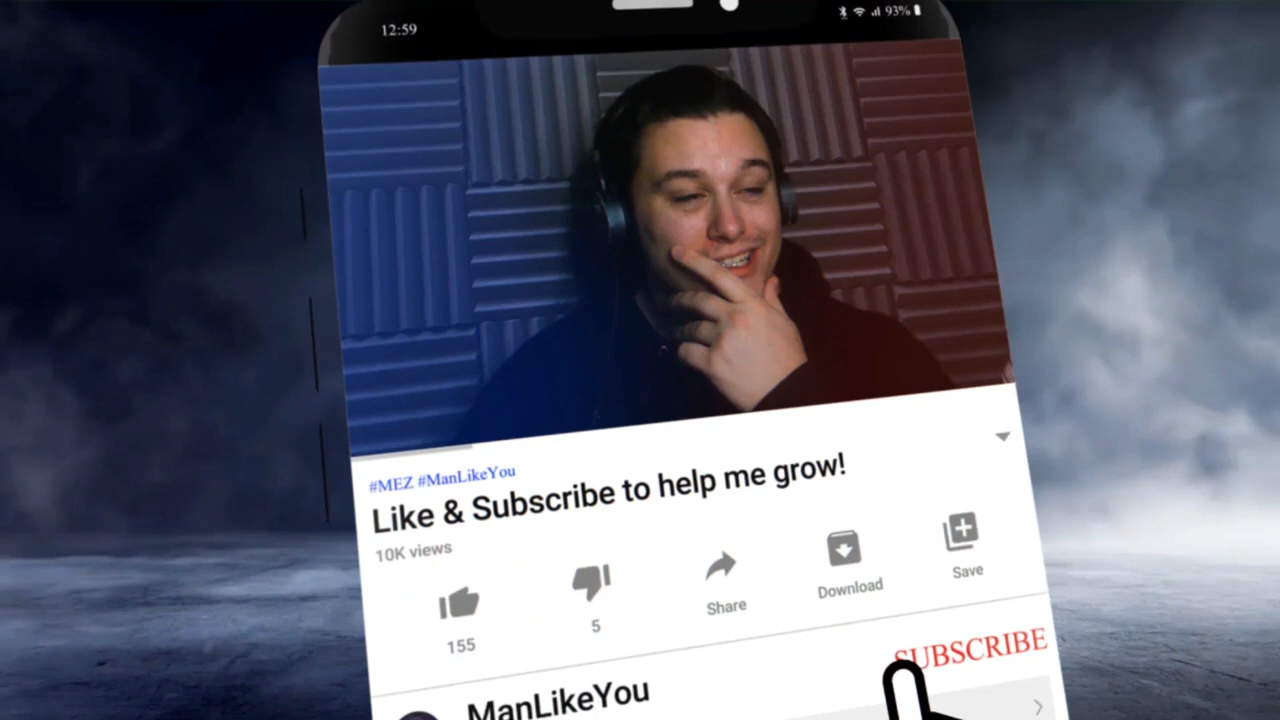 12:59
93%
#MEZ #ManLikeYou
Like & Subscribe to help me grow!
10K views
155
5
Share
Download
Save
SUBSCRIBE
ManLikeYou